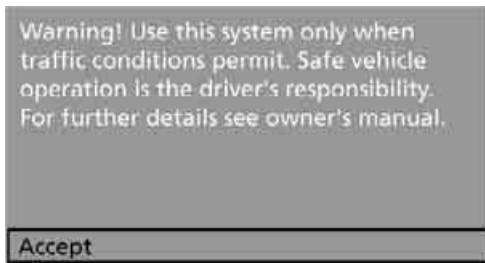 Warning! Use this system only when
traffic conditions permit. Safe vehicle
operation is the driver's responsibility.
For further details see owner's manual.
Accept